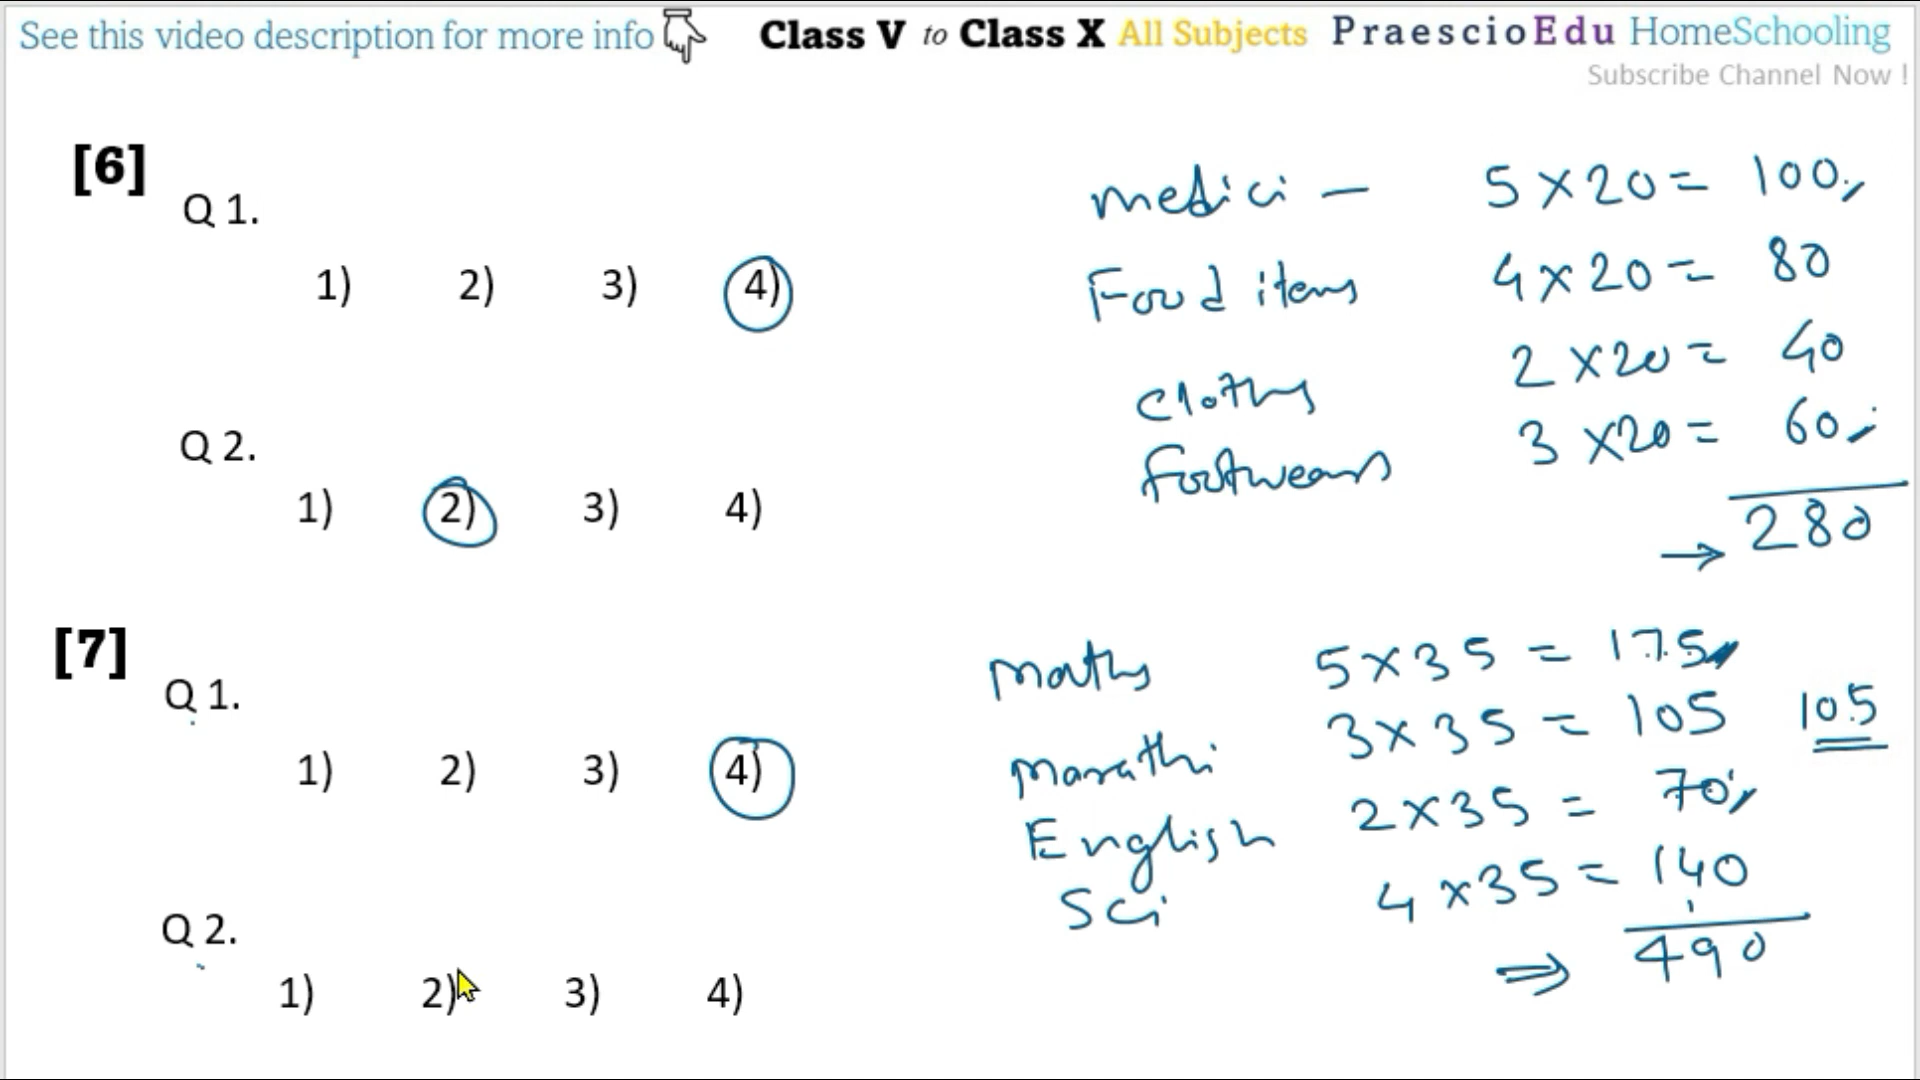 See this video description for more info Class V to Class X All Subjects PraescioEdu HomeSchooling
Subscribe Channel Now !
[6]
Q 1.
1) 2) 3) 4)
Q 2.
1) 2) 3) 4)
medici — 5 × 20 = 100
Food items 4 × 20 = 80
cloths 2 × 20 = 40
Footwears 3 × 20 = 60
→ 280
[7]
Q 1.
1) 2) 3) 4)
Q 2.
1) 2) 3) 4)
Maths 5 × 35 = 175
Marathi 3 × 35 = 105 105
English 2 × 35 = 70
Sci 4 × 35 = 140
⇒ 490